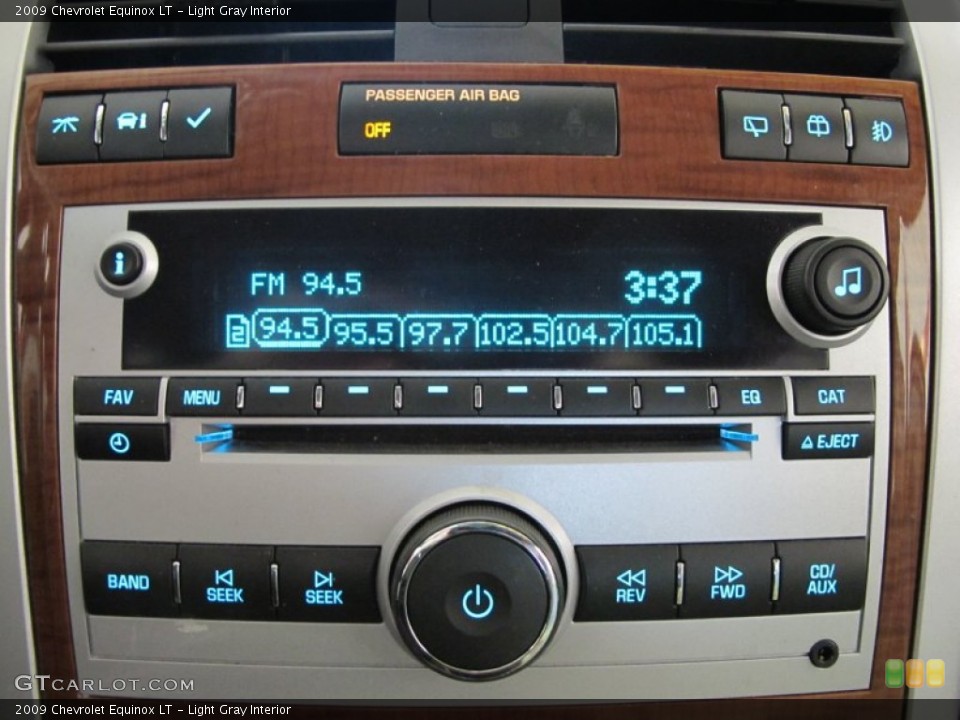 2009 Chevrolet Equinox LT - Light Gray Interior
PASSENGER AIR BAG
OFF
i
FM 94.5 3:37
2 94.5 95.5 97.7 102.5 104.7 105.1
FAV MENU EQ CAT
EJECT
BAND SEEK SEEK REV FWD CD/
AUX
GTCARLOT.COM
2009 Chevrolet Equinox LT - Light Gray Interior